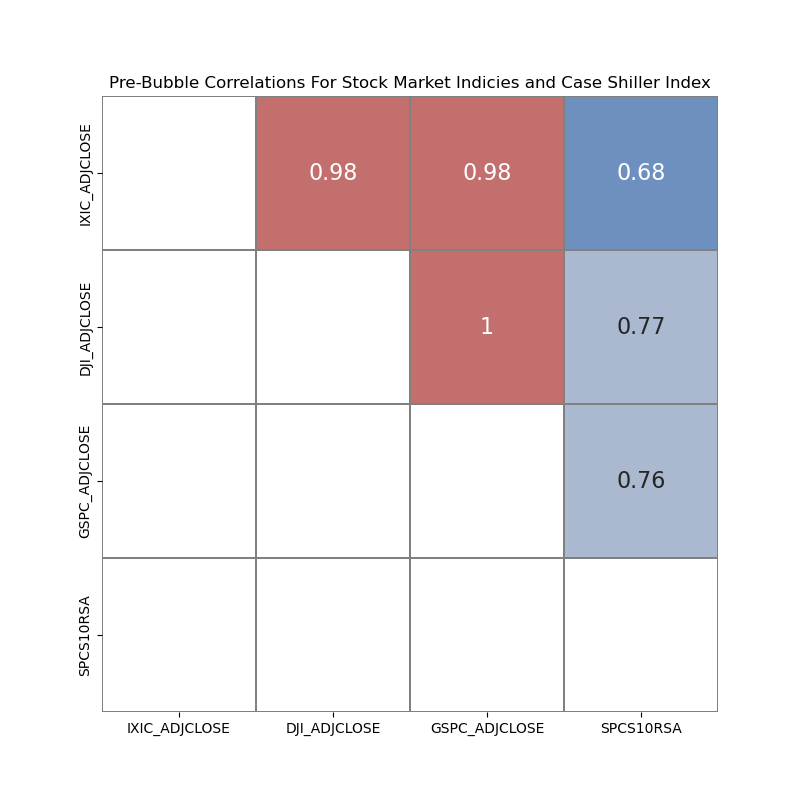 Pre-Bubble Correlations For Stock Market Indicies and Case Shiller Index
IXIC_ADJCLOSE
0.98
0.98
0.68
DJI_ADJCLOSE
1
0.77
GSPC_ADJCLOSE
0.76
SPCS10RSA
IXIC_ADJCLOSE
DJI_ADJCLOSE
GSPC_ADJCLOSE
SPCS10RSA